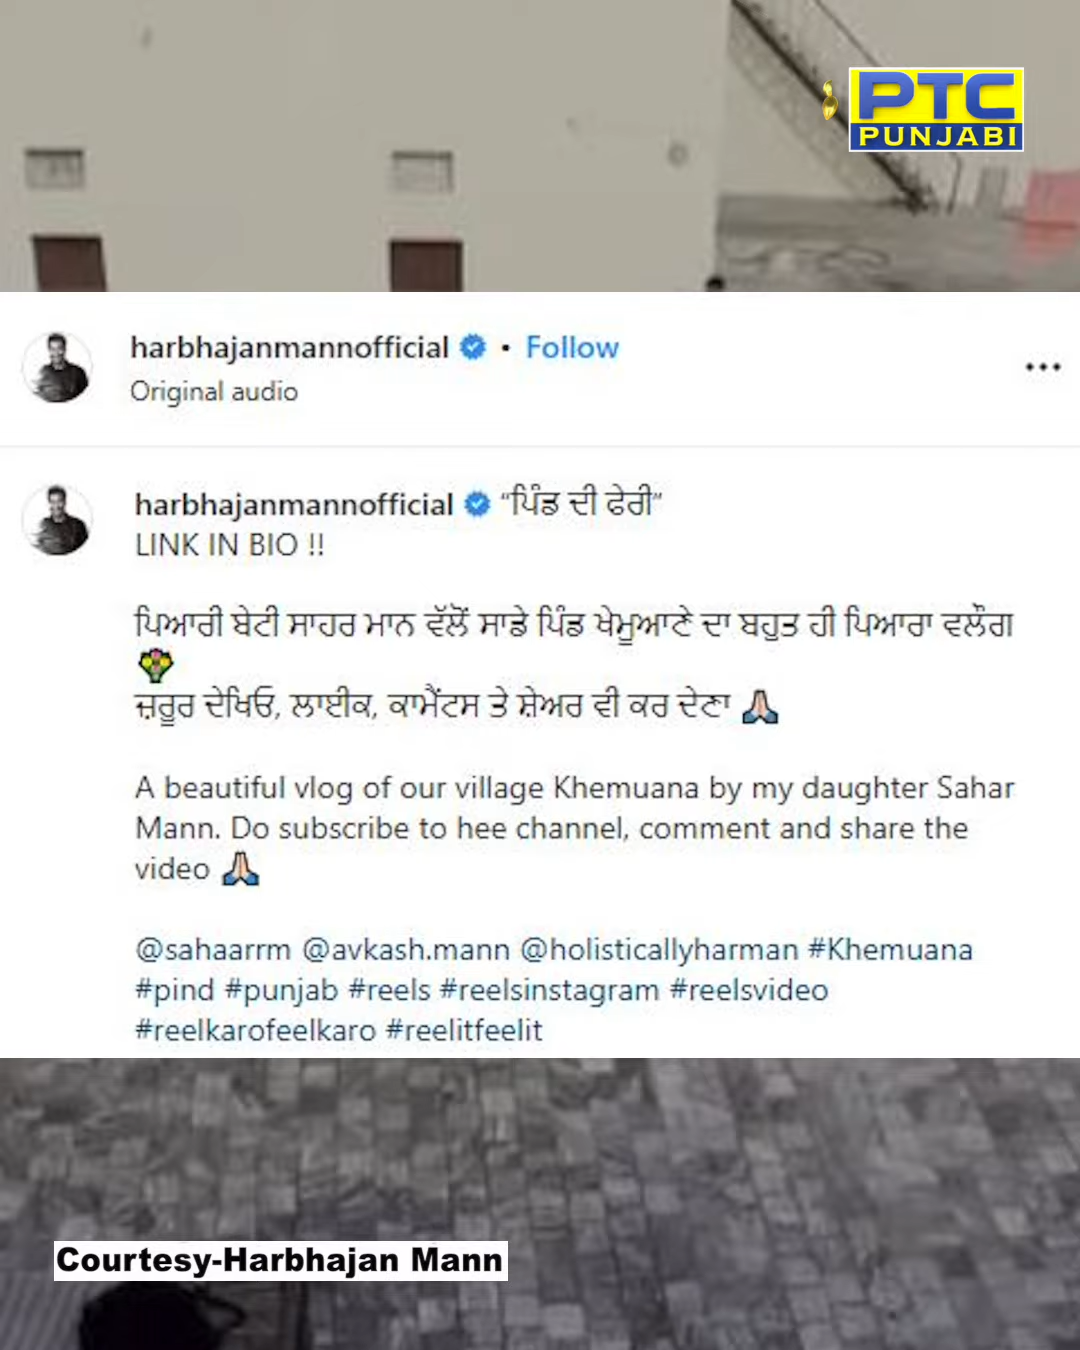 PTC
PUNJABI
harbhajanmannofficial • Follow
Original audio
harbhajanmannofficial “ਪਿੰਡ ਦੀ ਫੇਰੀ”
LINK IN BIO !!
ਪਿਆਰੀ ਬੇਟੀ ਸਾਹਰ ਮਾਨ ਵੱਲੋਂ ਸਾਡੇ ਪਿੰਡ ਖੇਮੂਆਣੇ ਦਾ ਬਹੁਤ ਹੀ ਪਿਆਰਾ ਵਲੌਗ
💐
ਜ਼ਰੂਰ ਦੇਖਿਓ, ਲਾਈਕ, ਕਾਮੈਂਟਸ ਤੇ ਸ਼ੇਅਰ ਵੀ ਕਰ ਦੇਣਾ 🙏🏻
A beautiful vlog of our village Khemuana by my daughter Sahar
Mann. Do subscribe to hee channel, comment and share the
video 🙏🏻
@sahaarrm @avkash.mann @holisticallyharman #Khemuana
#pind #punjab #reels #reelsinstagram #reelsvideo
#reelkarofeelkaro #reelitfeelit
Courtesy-Harbhajan Mann